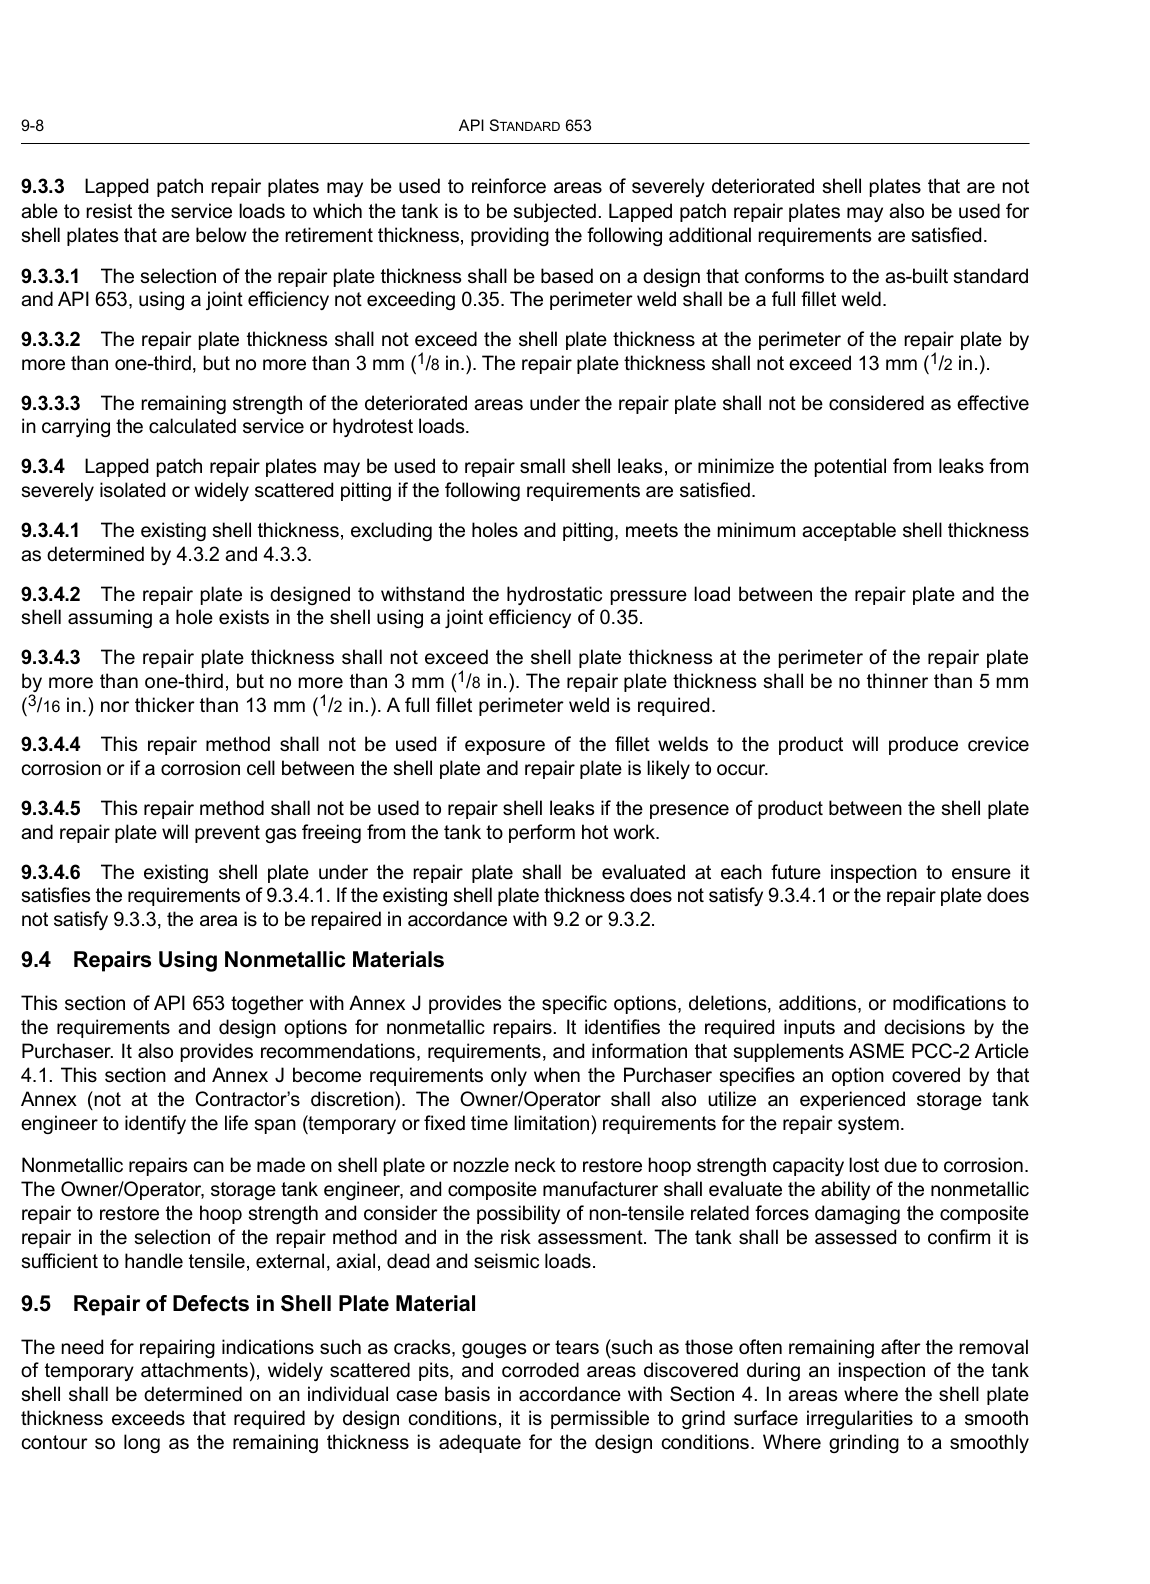 9-8 API STANDARD 653
9.3.3 Lapped patch repair plates may be used to reinforce areas of severely deteriorated shell plates that are not
able to resist the service loads to which the tank is to be subjected. Lapped patch repair plates may also be used for
shell plates that are below the retirement thickness, providing the following additional requirements are satisfied.
9.3.3.1 The selection of the repair plate thickness shall be based on a design that conforms to the as-built standard
and API 653, using a joint efficiency not exceeding 0.35. The perimeter weld shall be a full fillet weld.
9.3.3.2 The repair plate thickness shall not exceed the shell plate thickness at the perimeter of the repair plate by
more than one-third, but no more than 3 mm (1/8 in.). The repair plate thickness shall not exceed 13 mm (1/2 in.).
9.3.3.3 The remaining strength of the deteriorated areas under the repair plate shall not be considered as effective
in carrying the calculated service or hydrotest loads.
9.3.4 Lapped patch repair plates may be used to repair small shell leaks, or minimize the potential from leaks from
severely isolated or widely scattered pitting if the following requirements are satisfied.
9.3.4.1 The existing shell thickness, excluding the holes and pitting, meets the minimum acceptable shell thickness
as determined by 4.3.2 and 4.3.3.
9.3.4.2 The repair plate is designed to withstand the hydrostatic pressure load between the repair plate and the
shell assuming a hole exists in the shell using a joint efficiency of 0.35.
9.3.4.3 The repair plate thickness shall not exceed the shell plate thickness at the perimeter of the repair plate
by more than one-third, but no more than 3 mm (1/8 in.). The repair plate thickness shall be no thinner than 5 mm
(3/16 in.) nor thicker than 13 mm (1/2 in.). A full fillet perimeter weld is required.
9.3.4.4 This repair method shall not be used if exposure of the fillet welds to the product will produce crevice
corrosion or if a corrosion cell between the shell plate and repair plate is likely to occur.
9.3.4.5 This repair method shall not be used to repair shell leaks if the presence of product between the shell plate
and repair plate will prevent gas freeing from the tank to perform hot work.
9.3.4.6 The existing shell plate under the repair plate shall be evaluated at each future inspection to ensure it
satisfies the requirements of 9.3.4.1. If the existing shell plate thickness does not satisfy 9.3.4.1 or the repair plate does
not satisfy 9.3.3, the area is to be repaired in accordance with 9.2 or 9.3.2.
9.4 Repairs Using Nonmetallic Materials
This section of API 653 together with Annex J provides the specific options, deletions, additions, or modifications to
the requirements and design options for nonmetallic repairs. It identifies the required inputs and decisions by the
Purchaser. It also provides recommendations, requirements, and information that supplements ASME PCC-2 Article
4.1. This section and Annex J become requirements only when the Purchaser specifies an option covered by that
Annex (not at the Contractor’s discretion). The Owner/Operator shall also utilize an experienced storage tank
engineer to identify the life span (temporary or fixed time limitation) requirements for the repair system.
Nonmetallic repairs can be made on shell plate or nozzle neck to restore hoop strength capacity lost due to corrosion.
The Owner/Operator, storage tank engineer, and composite manufacturer shall evaluate the ability of the nonmetallic
repair to restore the hoop strength and consider the possibility of non-tensile related forces damaging the composite
repair in the selection of the repair method and in the risk assessment. The tank shall be assessed to confirm it is
sufficient to handle tensile, external, axial, dead and seismic loads.
9.5 Repair of Defects in Shell Plate Material
The need for repairing indications such as cracks, gouges or tears (such as those often remaining after the removal
of temporary attachments), widely scattered pits, and corroded areas discovered during an inspection of the tank
shell shall be determined on an individual case basis in accordance with Section 4. In areas where the shell plate
thickness exceeds that required by design conditions, it is permissible to grind surface irregularities to a smooth
contour so long as the remaining thickness is adequate for the design conditions. Where grinding to a smoothly